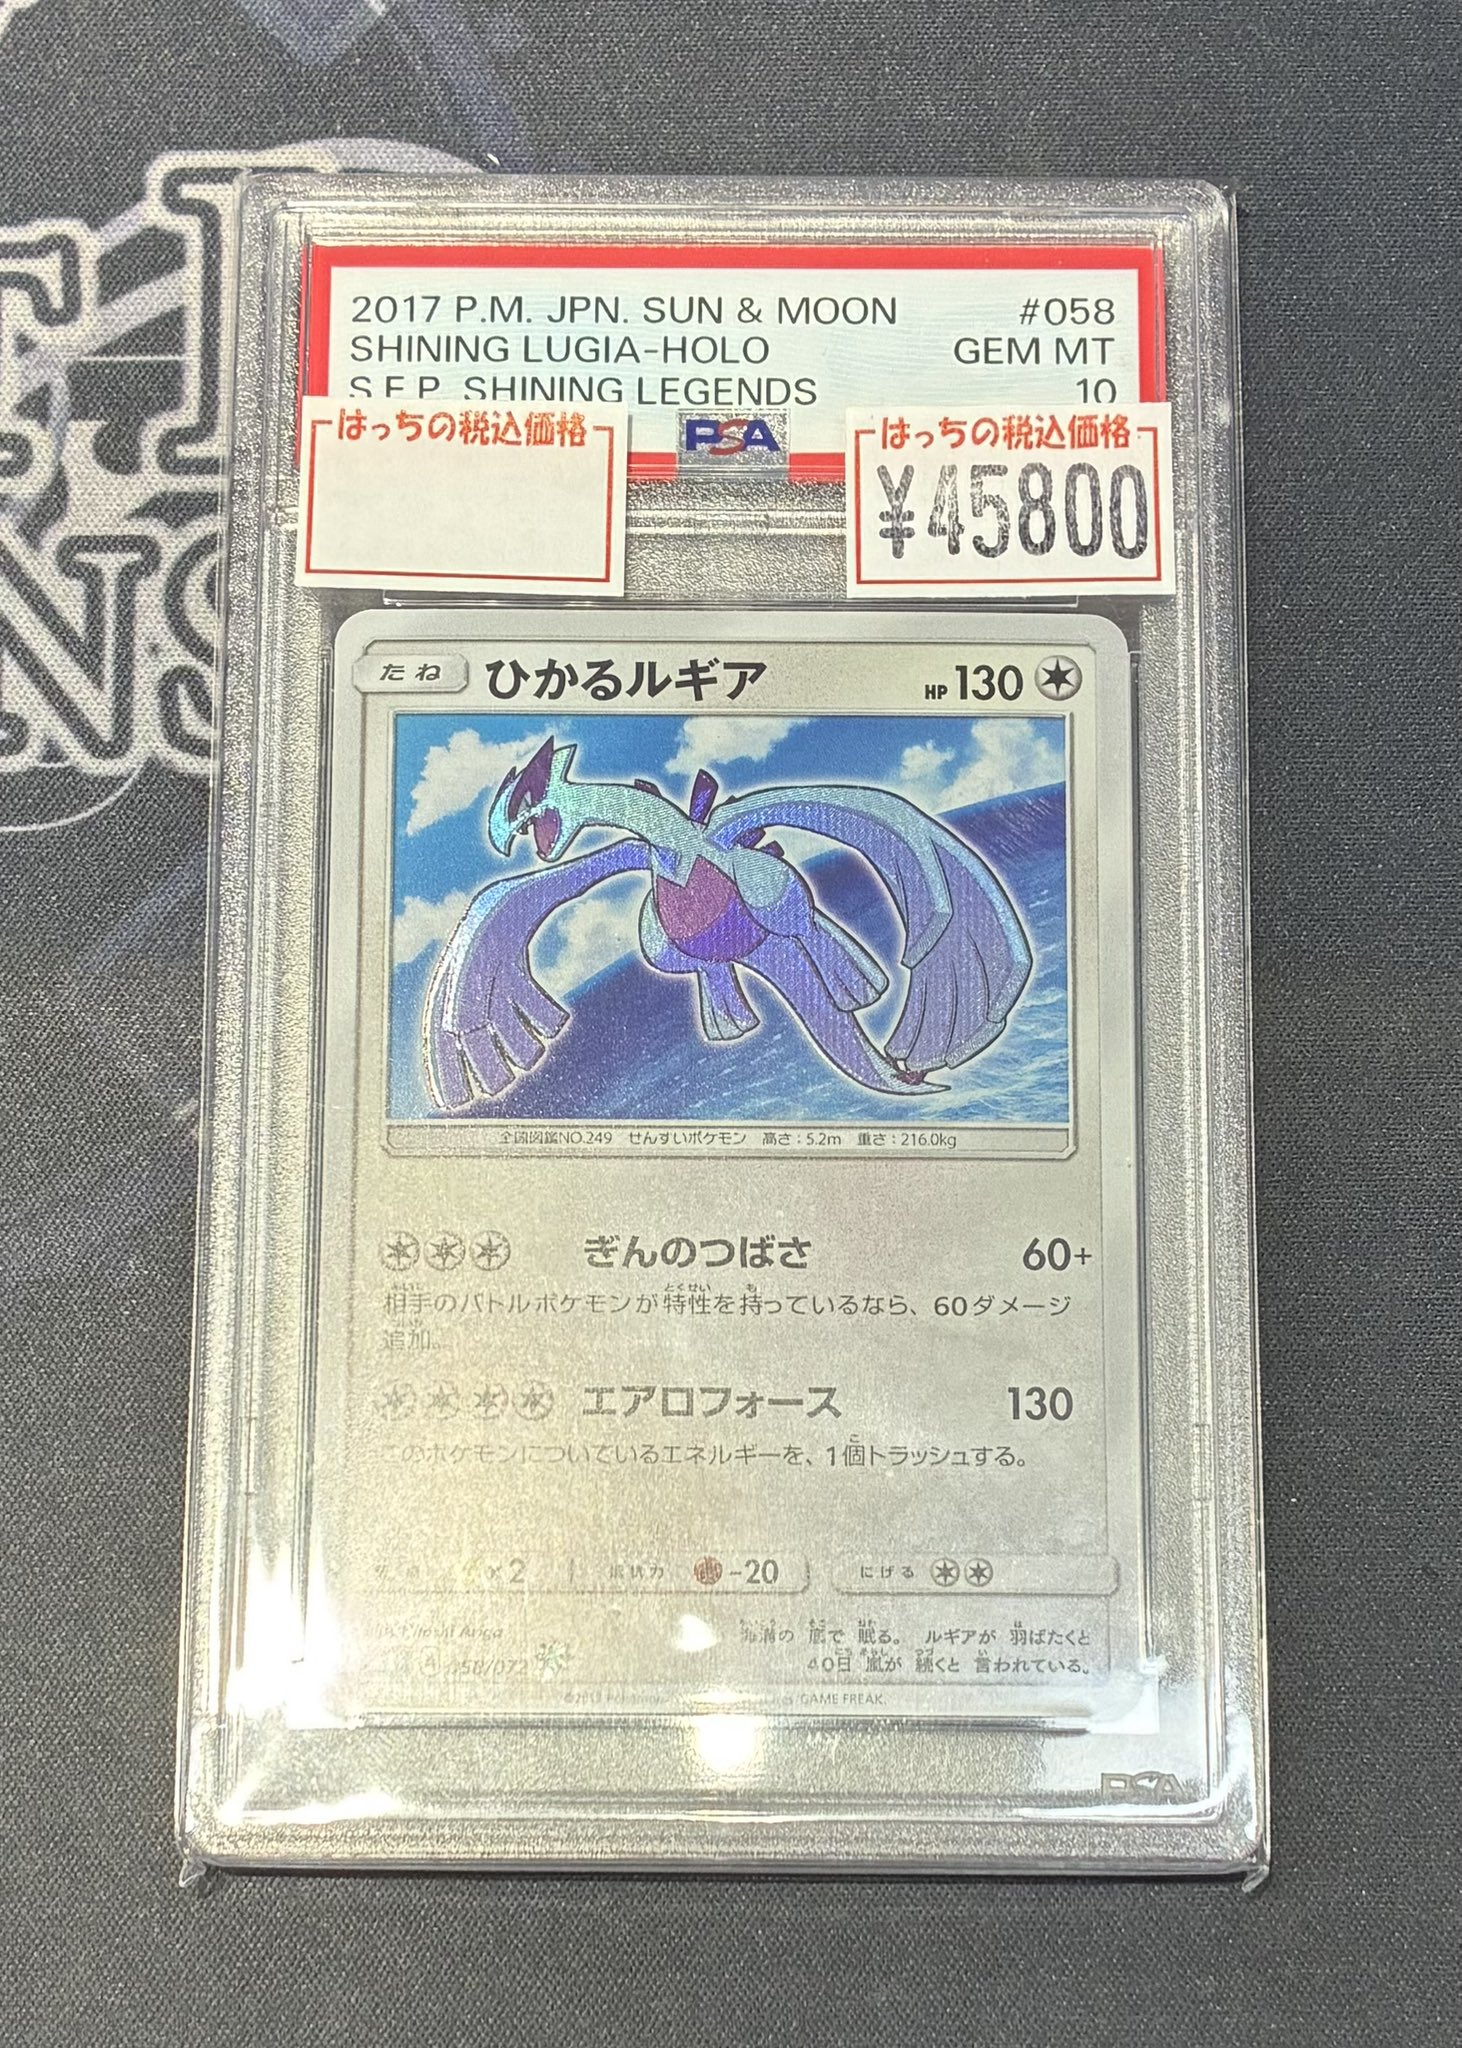 2017 P.M. JPN. SUN & MOON #058
SHINING LUGIA-HOLO GEM MT
S.E.P. SHINING LEGENDS 10
PSA
はっちの税込価格
はっちの税込価格
¥45800
たね ひかるルギア HP 130
全国図鑑NO.249 せんすいポケモン 高さ:5.2m 重さ:216.0kg
ぎんのつばさ 60+
相手のバトルポケモンが特性を持っているなら、60ダメージ
追加。
エアロフォース 130
このポケモンについているエネルギーを、1個トラッシュする。
×2 抵抗力 -20 にげる
海溝の 底で 眠る。 ルギアが 羽ばたくと
058/072 40日 嵐が 続くと 言われている。
GAME FREAK.
PSA